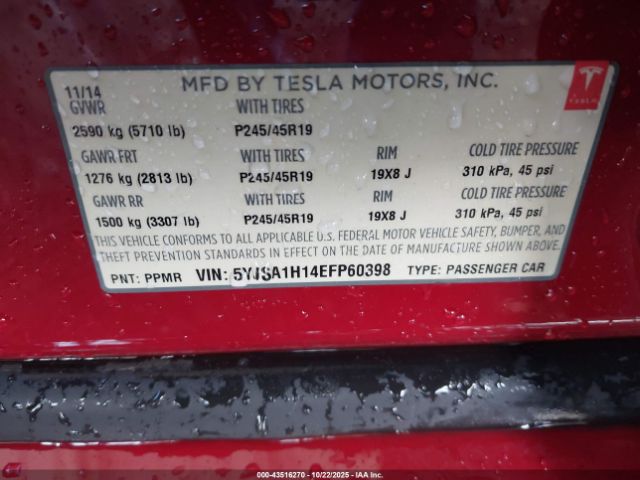 11/14 MFD BY TESLA MOTORS, INC.
GVWR WITH TIRES
2590 kg (5710 lb) P245/45R19
GAWR FRT WITH TIRES RIM COLD TIRE PRESSURE
1276 kg (2813 lb) P245/45R19 19X8 J 310 kPa, 45 psi
GAWR RR WITH TIRES RIM COLD TIRE PRESSURE
1500 kg (3307 lb) P245/45R19 19X8 J 310 kPa, 45 psi
THIS VEHICLE CONFORMS TO ALL APPLICABLE U.S. FEDERAL MOTOR VEHICLE SAFETY, BUMPER, AND
THEFT PREVENTION STANDARDS IN EFFECT ON THE DATE OF MANUFACTURE SHOWN ABOVE.
PNT: PPMR VIN: 5YJSA1H14EFP60398 TYPE: PASSENGER CAR
TESLA
000-43516270 - 10/22/2025 - IAAI.COM